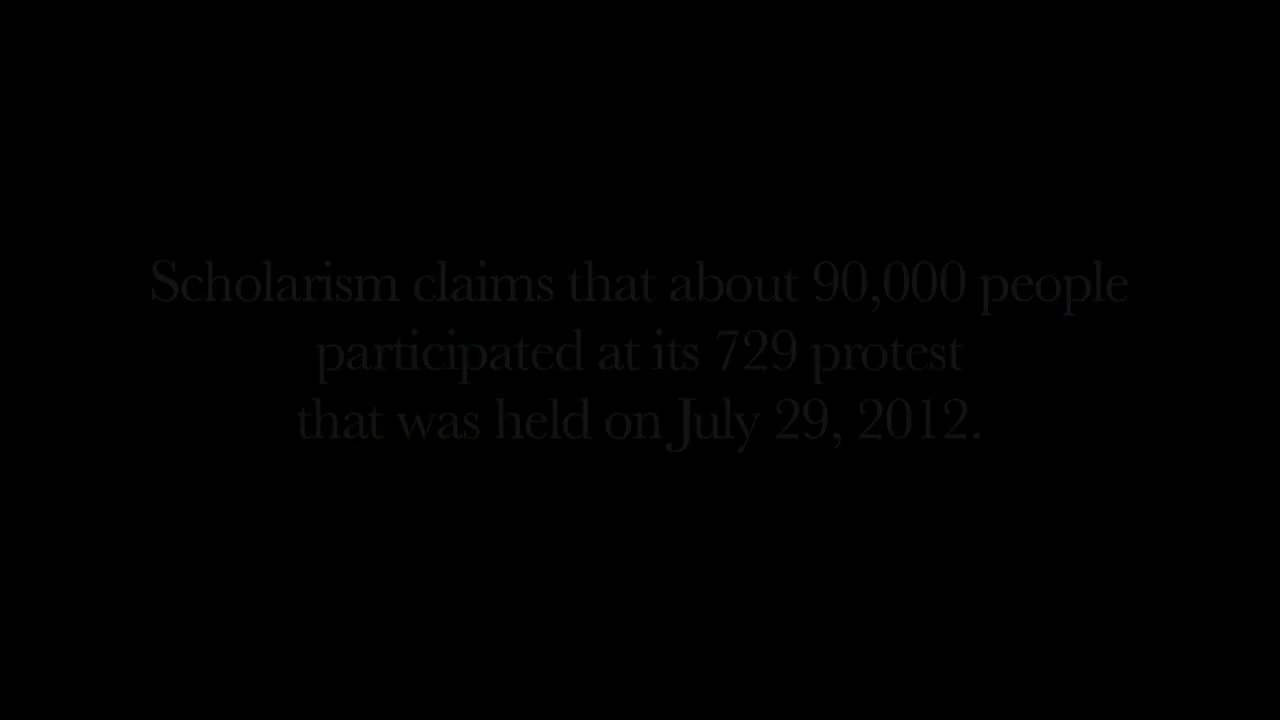 Scholarism claims that about 90,000 people
participated at its 729 protest
that was held on July 29, 2012.